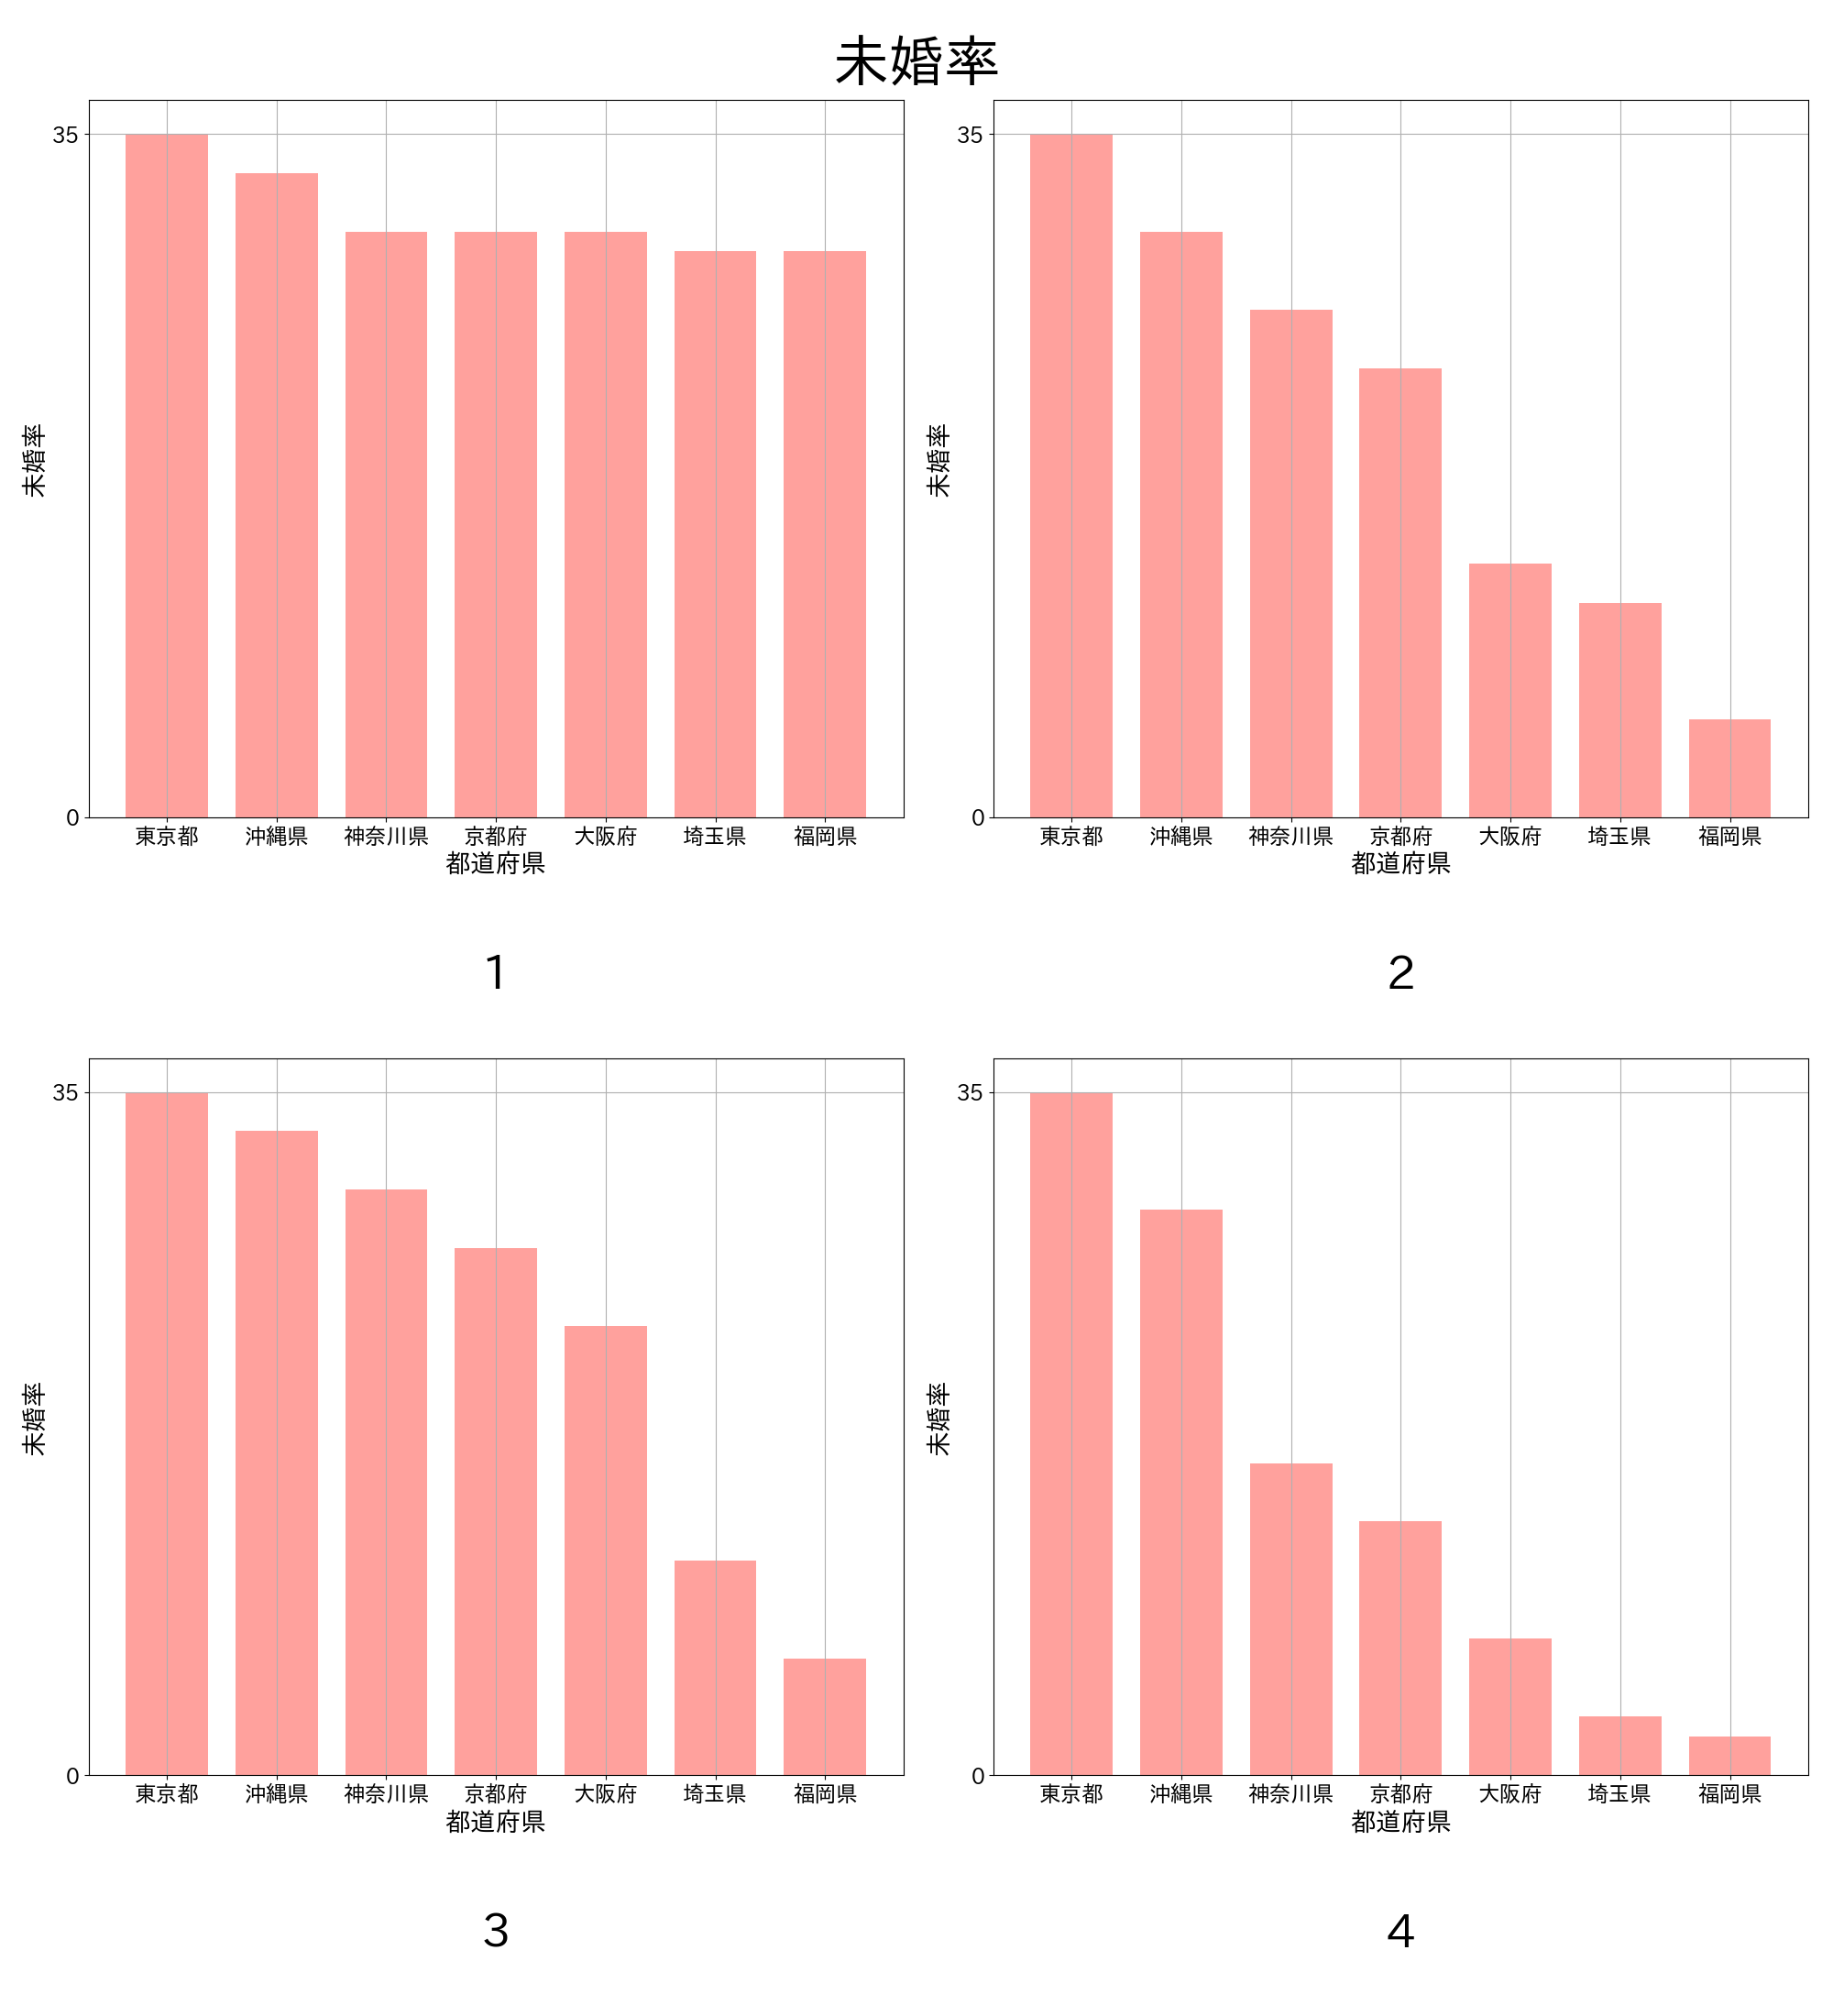 未婚率
35
0
未婚率
東京都 沖縄県 神奈川県 京都府 大阪府 埼玉県 福岡県
都道府県
1
35
0
未婚率
東京都 沖縄県 神奈川県 京都府 大阪府 埼玉県 福岡県
都道府県
2
35
0
未婚率
東京都 沖縄県 神奈川県 京都府 大阪府 埼玉県 福岡県
都道府県
3
35
0
未婚率
東京都 沖縄県 神奈川県 京都府 大阪府 埼玉県 福岡県
都道府県
4